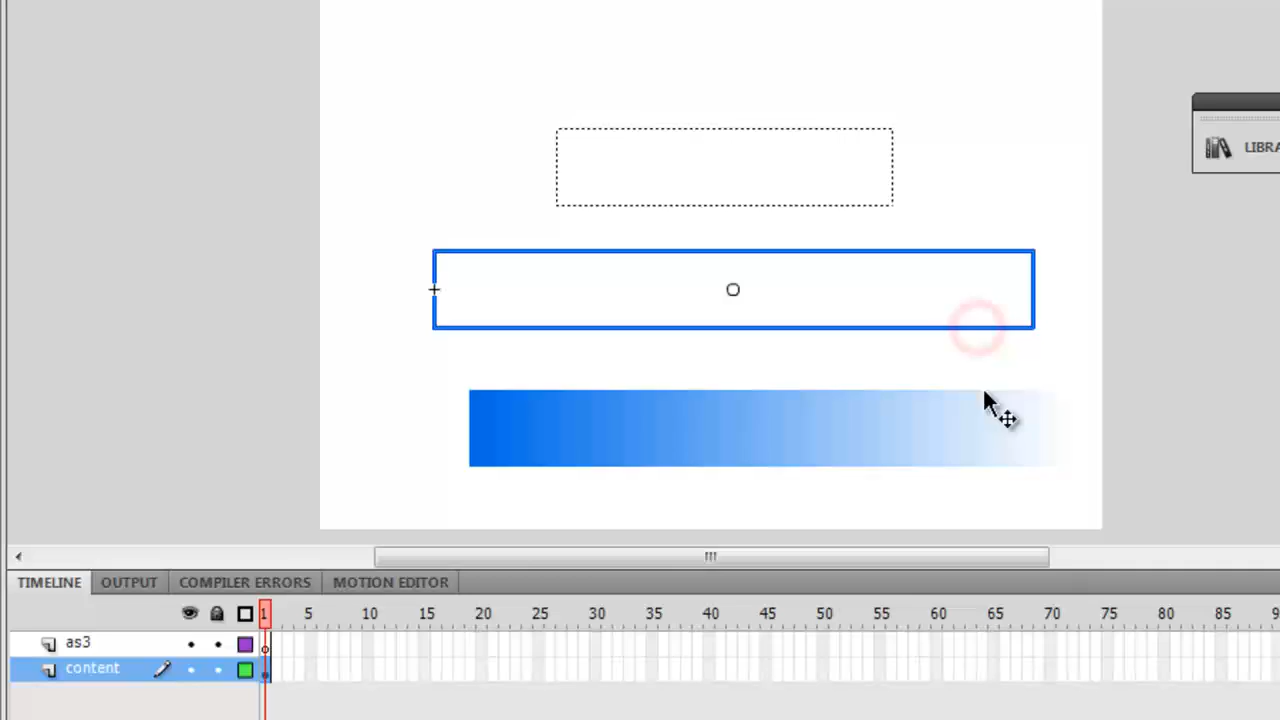 LIBRA
TIMELINE OUTPUT COMPILER ERRORS MOTION EDITOR
1 5 10 15 20 25 30 35 40 45 50 55 60 65 70 75 80 85 9
as3
content